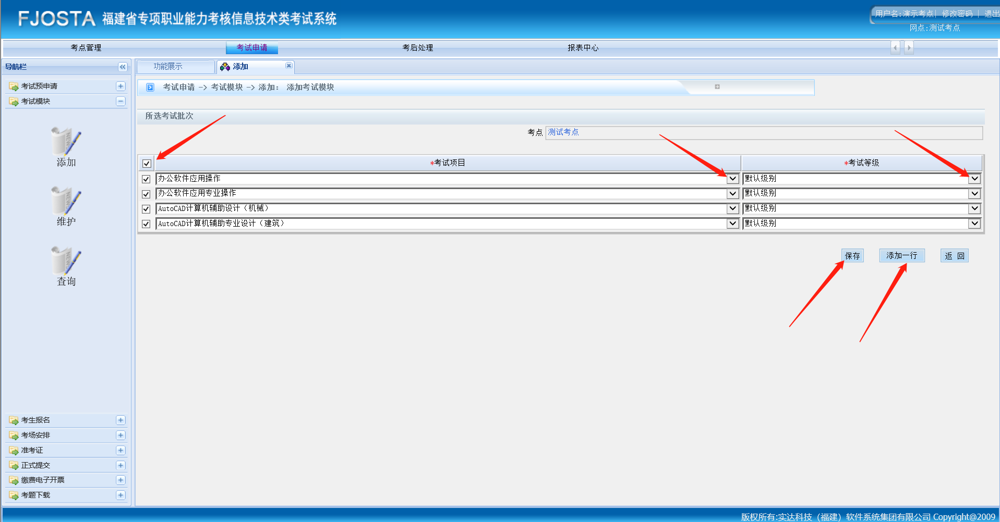 FJOSTA 福建省专项职业能力考核信息技术类考试系统
用户名:演示考点| 修改密码 | 退出
网点:测试考点
考点管理 考试申请 考后处理 报表中心
导航栏
功能展示 添加
考试预申请
考试模块
考试申请 -> 考试模块 -> 添加: 添加考试模块
所选考试批次
考点 测试考点
*考试项目 *考试等级
办公软件应用操作 默认级别
办公软件应用专业操作 默认级别
AutoCAD计算机辅助设计（机械） 默认级别
AutoCAD计算机辅助专业设计（建筑） 默认级别
保存 添加一行 返 回
添加
维护
查询
考生报名
考场安排
准考证
正式提交
缴费电子开票
考题下载
版权所有:实达科技（福建）软件系统集团有限公司 Copyright@2009